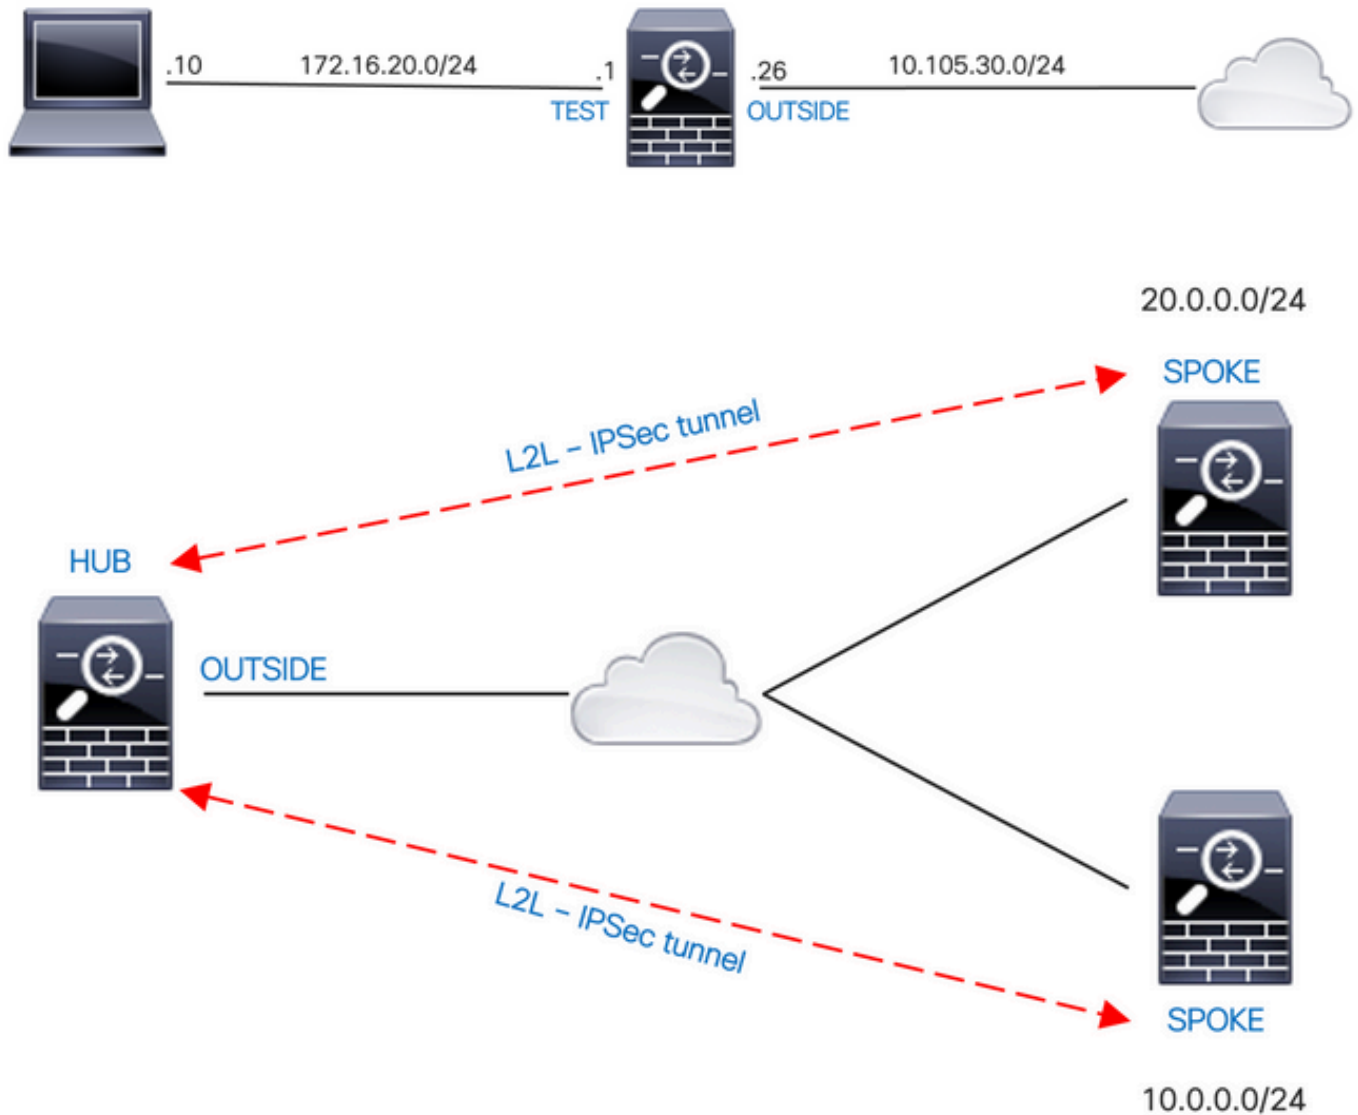 .10 172.16.20.0/24 .1 .26 10.105.30.0/24
TEST OUTSIDE
20.0.0.0/24
SPOKE
L2L – IPSec tunnel
HUB
OUTSIDE
L2L – IPSec tunnel
SPOKE
10.0.0.0/24